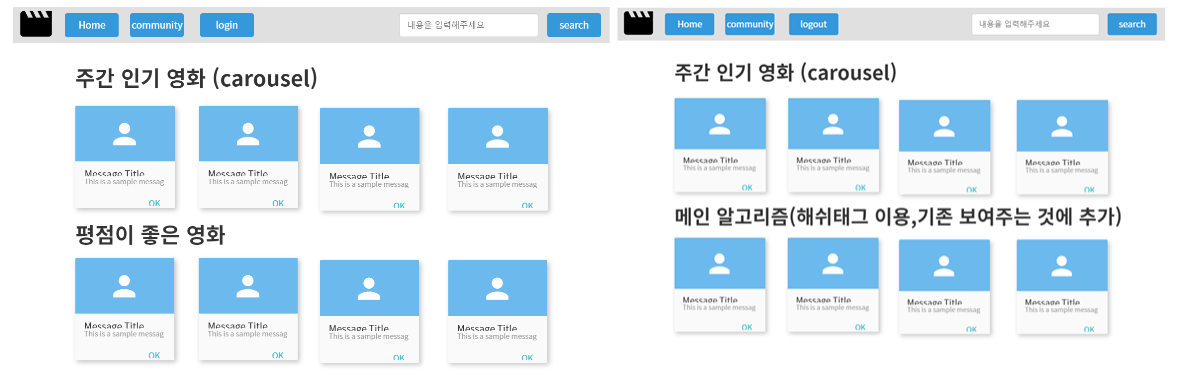 Home community login 내용을 입력해주세요 search
주간 인기 영화 (carousel)
Message Title Message Title Message Title Message Title
This is a sample messag This is a sample messag This is a sample messag This is a sample messag
OK OK OK OK
평점이 좋은 영화
Message Title Message Title Message Title Message Title
This is a sample messag This is a sample messag This is a sample messag This is a sample messag
OK OK OK OK
Home community logout 내용을 입력해주세요 search
주간 인기 영화 (carousel)
Message Title Message Title Message Title Message Title
This is a sample messag This is a sample messag This is a sample messag This is a sample messag
OK OK OK OK
메인 알고리즘(해쉬태그 이용,기존 보여주는 것에 추가)
Message Title Message Title Message Title Message Title
This is a sample messag This is a sample messag This is a sample messag This is a sample messag
OK OK OK OK